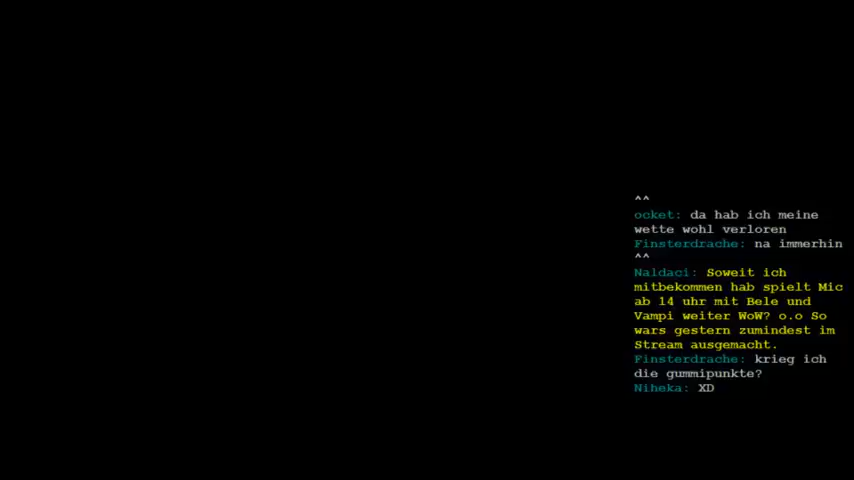 ^^
ocket: da hab ich meine
wette wohl verloren
Finsterdrache: na immerhin
^^
Naldaci: Soweit ich
mitbekommen hab spielt Mic
ab 14 uhr mit Bele und
Vampi weiter WoW? o.o So
wars gestern zumindest im
Stream ausgemacht.
Finsterdrache: krieg ich
die gummipunkte?
Niheka: XD